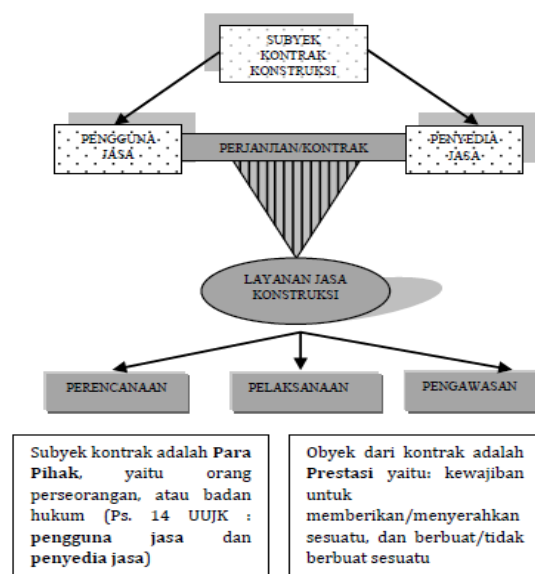 SUBYEK
KONTRAK
KONSTRUKSI
PENGGUNA
JASA
PERJANJIAN/KONTRAK
PENYEDIA
JASA
LAYANAN JASA
KONSTRUKSI
PERENCANAAN
PELAKSANAAN
PENGAWASAN
Subyek kontrak adalah Para
Pihak, yaitu orang
perseorangan, atau badan
hukum (Ps. 14 UUJK :
pengguna jasa dan
penyedia jasa)
Obyek dari kontrak adalah
Prestasi yaitu: kewajiban
untuk
memberikan/menyerahkan
sesuatu, dan berbuat/tidak
berbuat sesuatu